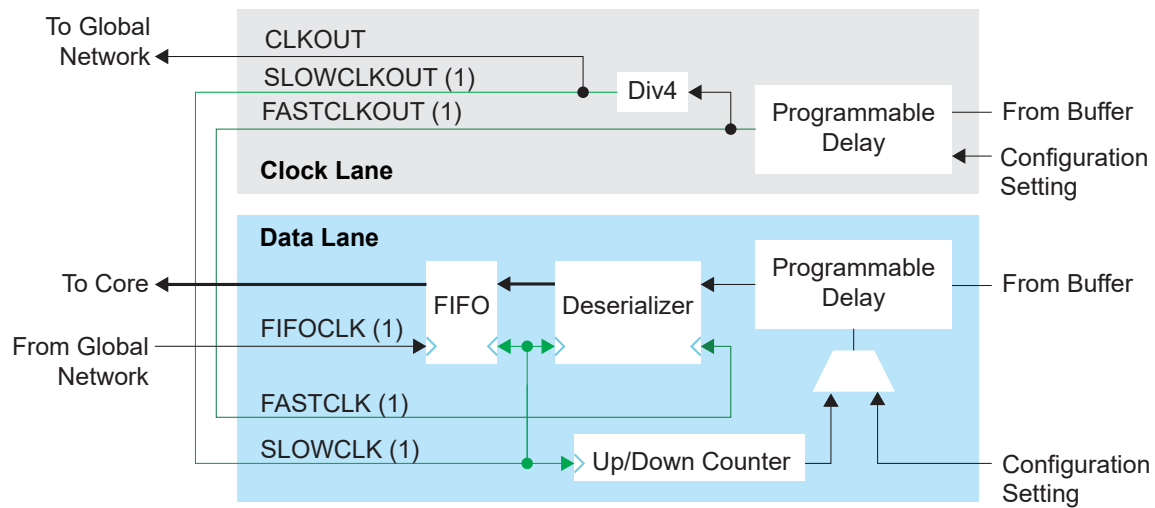 To Global
Network
CLKOUT
SLOWCLKOUT (1)
FASTCLKOUT (1)
Div4
Programmable
Delay
From Buffer
Configuration
Setting
Clock Lane
Data Lane
To Core
FIFO
Deserializer
Programmable
Delay
From Buffer
FIFOCLK (1)
From Global
Network
FASTCLK (1)
SLOWCLK (1)
Up/Down Counter
Configuration
Setting